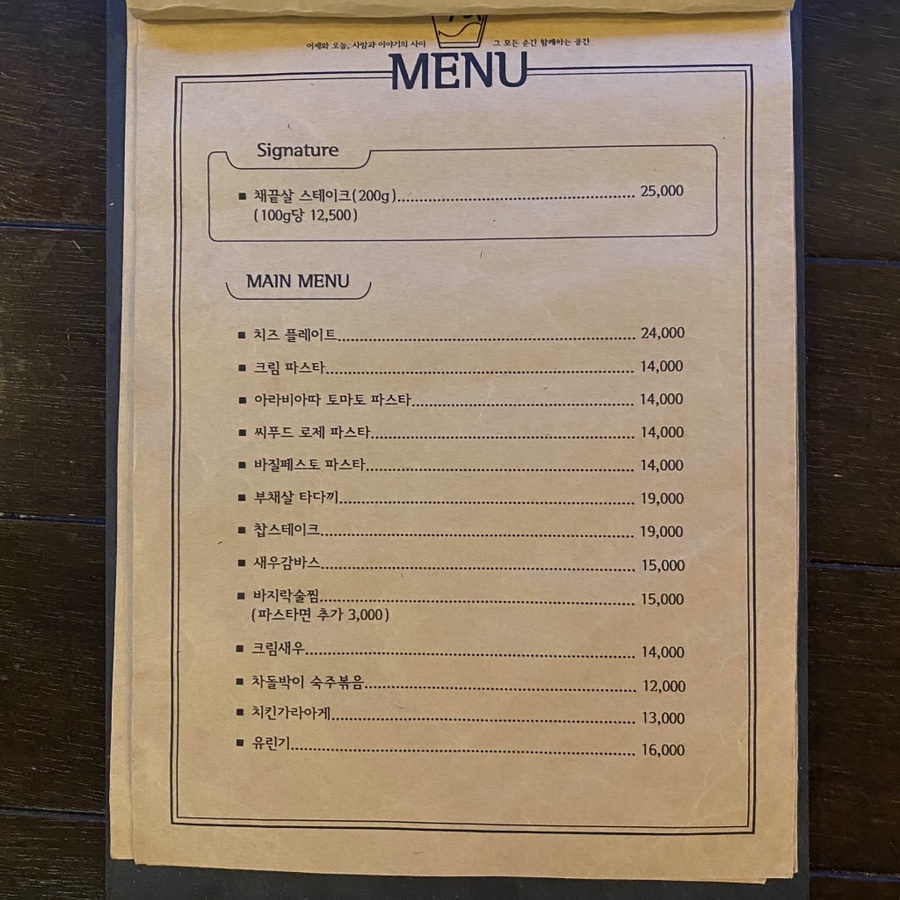 어제와 오늘, 사람과 이야기의 사이
그 모든 순간 함께하는 공간
MENU
Signature
■ 채끝살 스테이크(200g) 25,000
(100g당 12,500)
MAIN MENU
■ 치즈 플레이트 24,000
■ 크림 파스타 14,000
■ 아라비아따 토마토 파스타 14,000
■ 씨푸드 로제 파스타 14,000
■ 바질페스토 파스타 14,000
■ 부채살 타다끼 19,000
■ 찹스테이크 19,000
■ 새우감바스 15,000
■ 바지락술찜 15,000
(파스타면 추가 3,000)
■ 크림새우 14,000
■ 차돌박이 숙주볶음 12,000
■ 치킨가라아게 13,000
■ 유린기 16,000